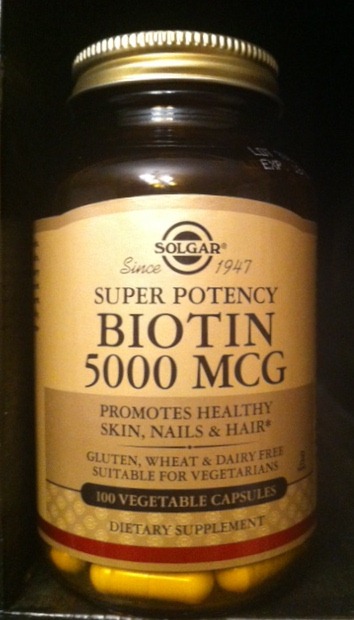 EXP
SOLGAR®
Since 1947
SUPER POTENCY
BIOTIN
5000 MCG
PROMOTES HEALTHY
SKIN, NAILS & HAIR*
GLUTEN, WHEAT & DAIRY FREE
SUITABLE FOR VEGETARIANS
100 VEGETABLE CAPSULES
DIETARY SUPPLEMENT